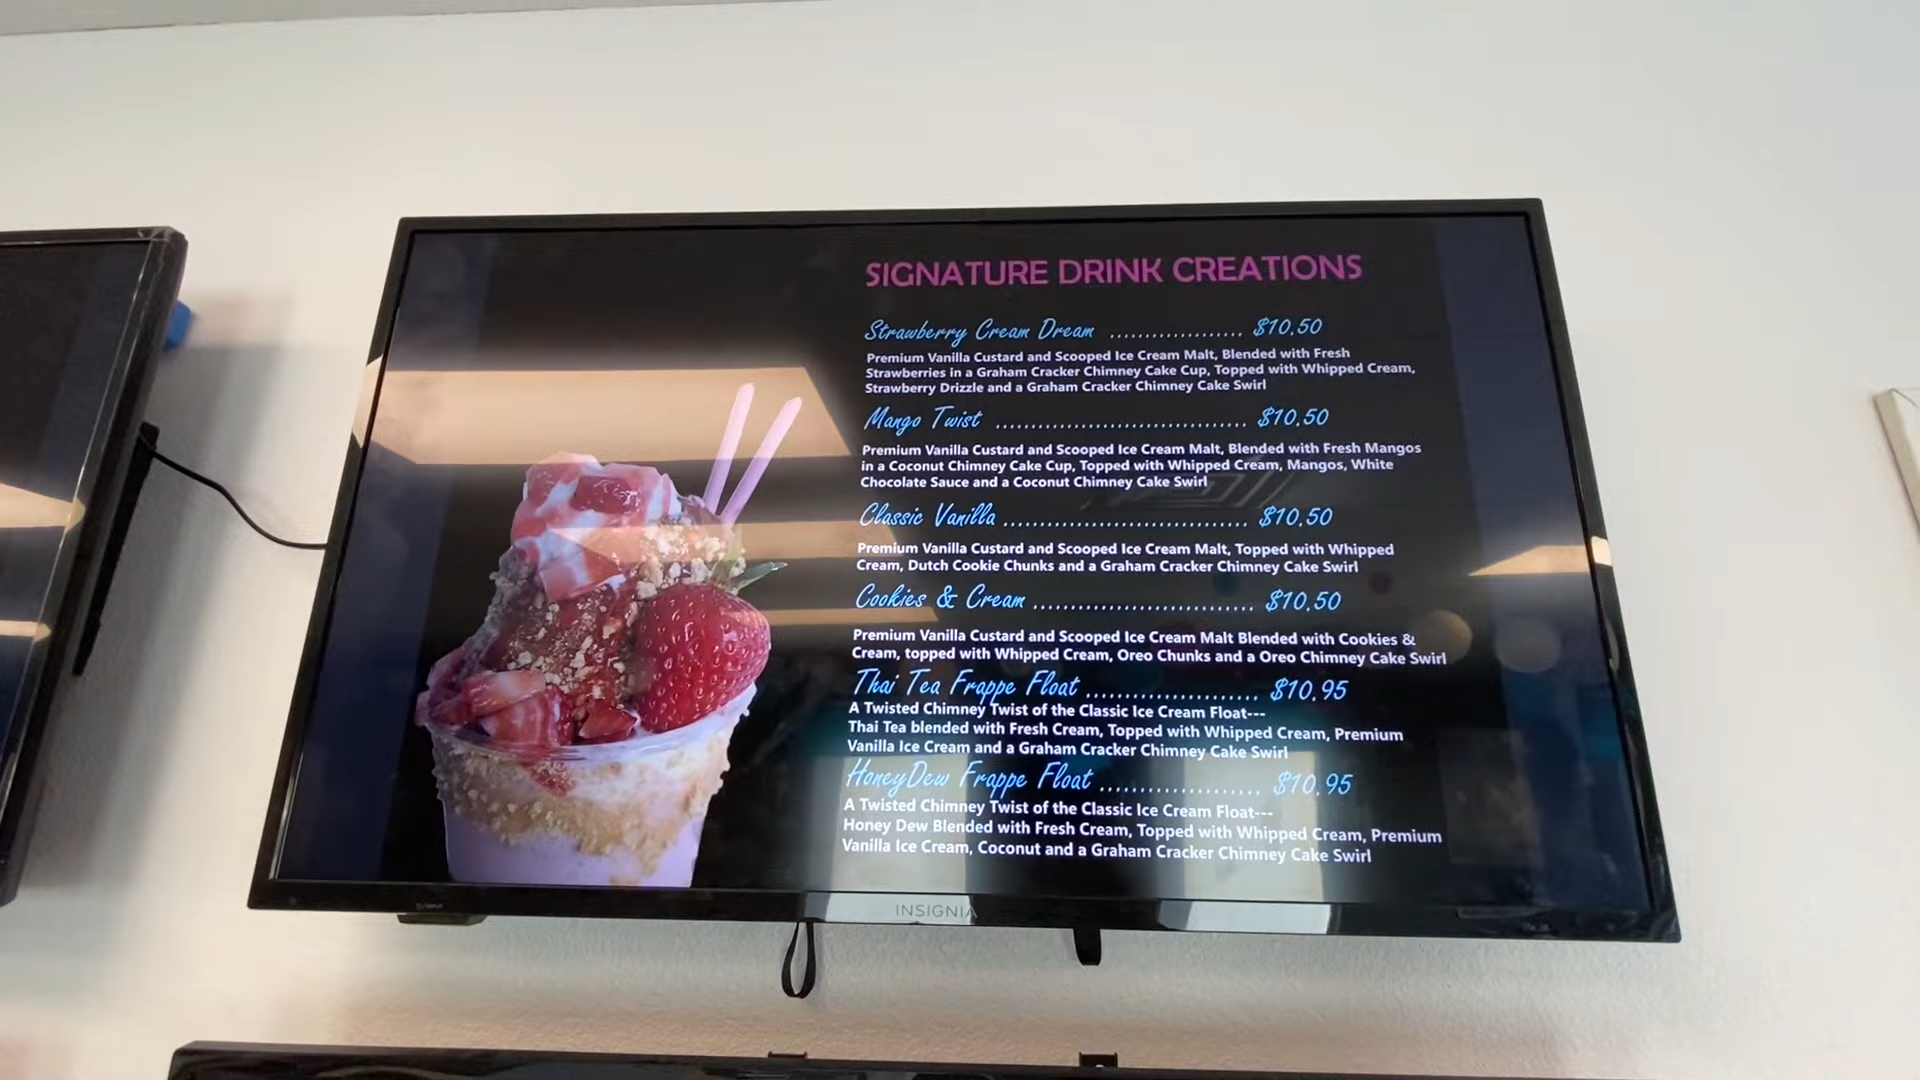 SIGNATURE DRINK CREATIONS
Strawberry Cream Dream .................. $10.50
Premium Vanilla Custard and Scooped Ice Cream Malt, Blended with Fresh
Strawberries in a Graham Cracker Chimney Cake Cup, Topped with Whipped Cream,
Strawberry Drizzle and a Graham Cracker Chimney Cake Swirl
Mango Twist .................................. $10.50
Premium Vanilla Custard and Scooped Ice Cream Malt, Blended with Fresh Mangos
in a Coconut Chimney Cake Cup, Topped with Whipped Cream, Mangos, White
Chocolate Sauce and a Coconut Chimney Cake Swirl
Classic Vanilla ................................. $10.50
Premium Vanilla Custard and Scooped Ice Cream Malt, Topped with Whipped
Cream, Dutch Cookie Chunks and a Graham Cracker Chimney Cake Swirl
Cookies & Cream .............................. $10.50
Premium Vanilla Custard and Scooped Ice Cream Malt Blended with Cookies &
Cream, topped with Whipped Cream, Oreo Chunks and a Oreo Chimney Cake Swirl
Thai Tea Frappe Float ....................... $10.95
A Twisted Chimney Twist of the Classic Ice Cream Float---
Thai Tea blended with Fresh Cream, Topped with Whipped Cream, Premium
Vanilla Ice Cream and a Graham Cracker Chimney Cake Swirl
HoneyDew Frappe Float ...................... $10.95
A Twisted Chimney Twist of the Classic Ice Cream Float---
Honey Dew Blended with Fresh Cream, Topped with Whipped Cream, Premium
Vanilla Ice Cream, Coconut and a Graham Cracker Chimney Cake Swirl
INSIGNIA